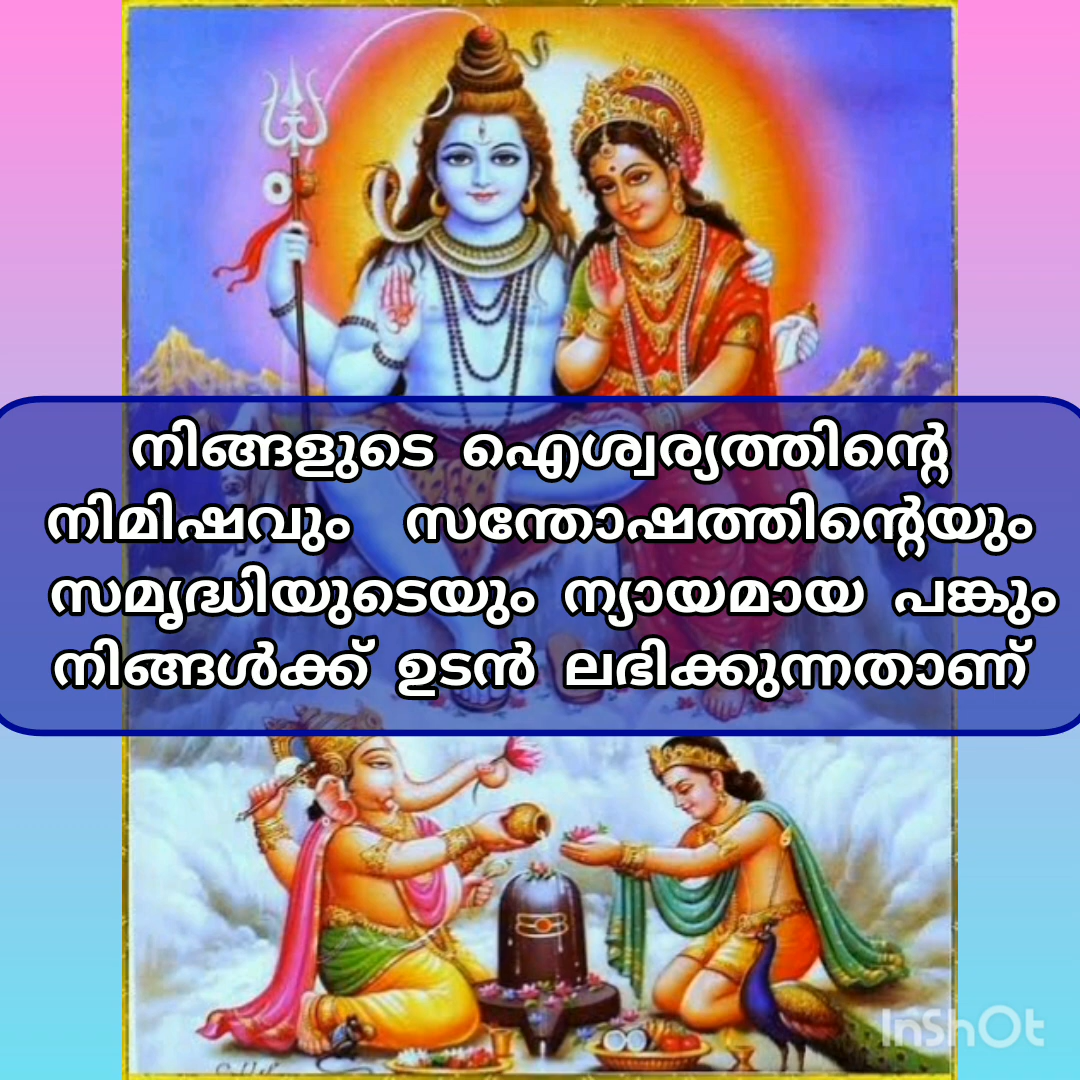 നിങ്ങളുടെ ഐശ്വര്യത്തിന്റെ
നിമിഷവും സന്തോഷത്തിന്റെയും
സമൃദ്ധിയുടെയും ന്യായമായ പങ്കും
നിങ്ങൾക്ക് ഉടൻ ലഭിക്കുന്നതാണ്
InShOt